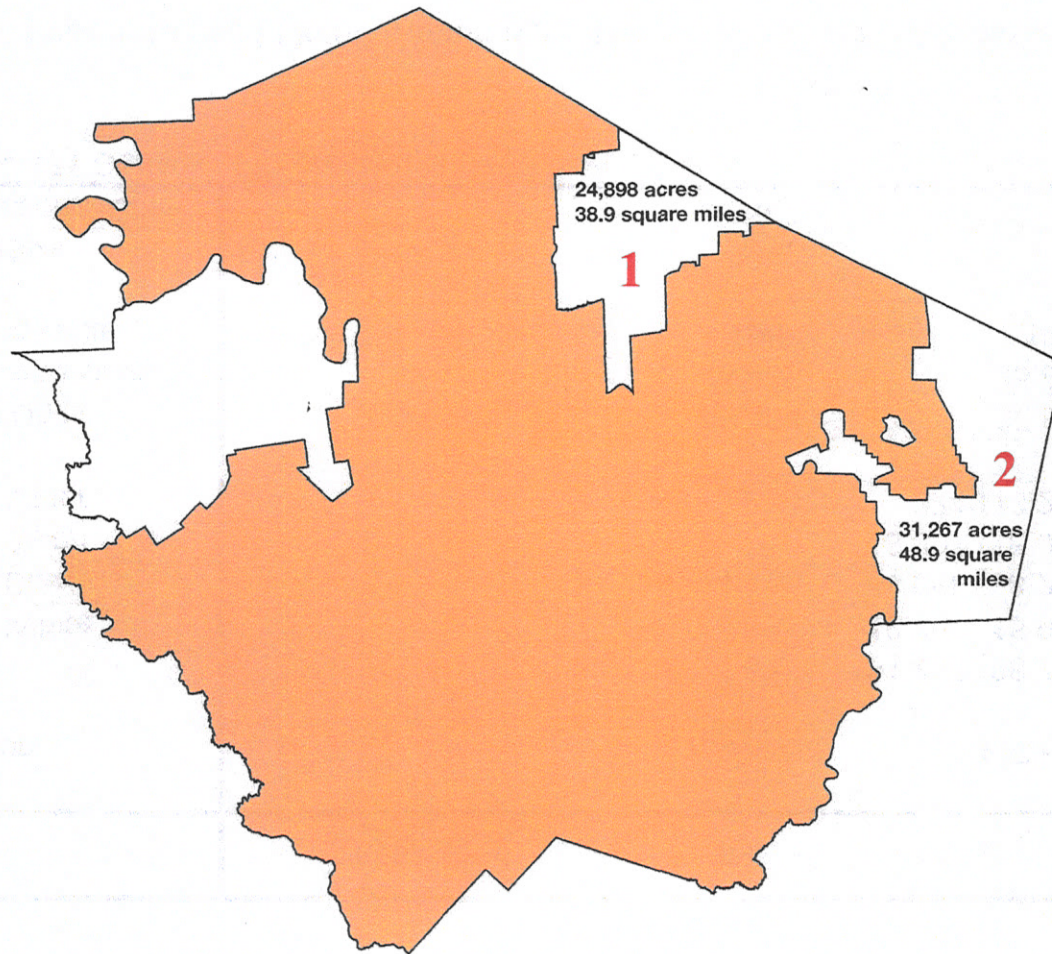 24,898 acres
38.9 square miles
1
2
31,267 acres
48.9 square
miles